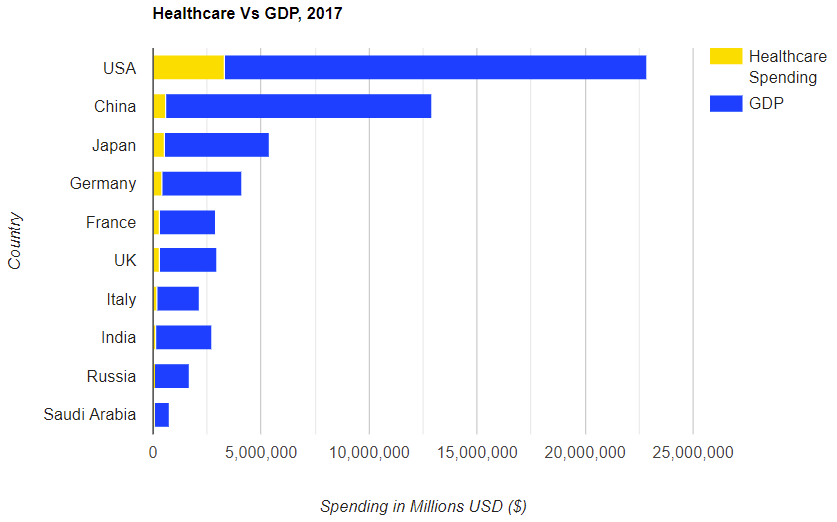 Healthcare Vs GDP, 2017
Healthcare
Spending
GDP
Country
USA
China
Japan
Germany
France
UK
Italy
India
Russia
Saudi Arabia
0
5,000,000
10,000,000
15,000,000
20,000,000
25,000,000
Spending in Millions USD ($)